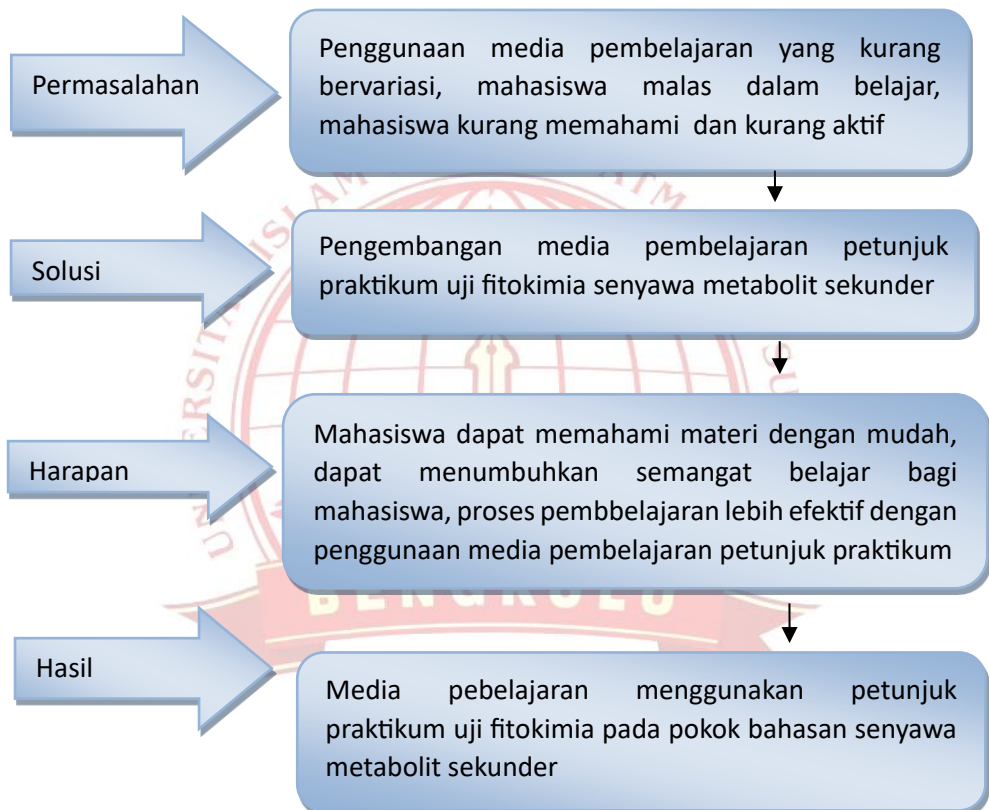 Permasalahan
Penggunaan media pembelajaran yang kurang
bervariasi, mahasiswa malas dalam belajar,
mahasiswa kurang memahami dan kurang aktif
Solusi
Pengembangan media pembelajaran petunjuk
praktikum uji fitokimia senyawa metabolit sekunder
Harapan
Mahasiswa dapat memahami materi dengan mudah,
dapat menumbuhkan semangat belajar bagi
mahasiswa, proses pembbelajaran lebih efektif dengan
penggunaan media pembelajaran petunjuk praktikum
BENGKULU
Hasil
Media pebelajaran menggunakan petunjuk
praktikum uji fitokimia pada pokok bahasan senyawa
metabolit sekunder